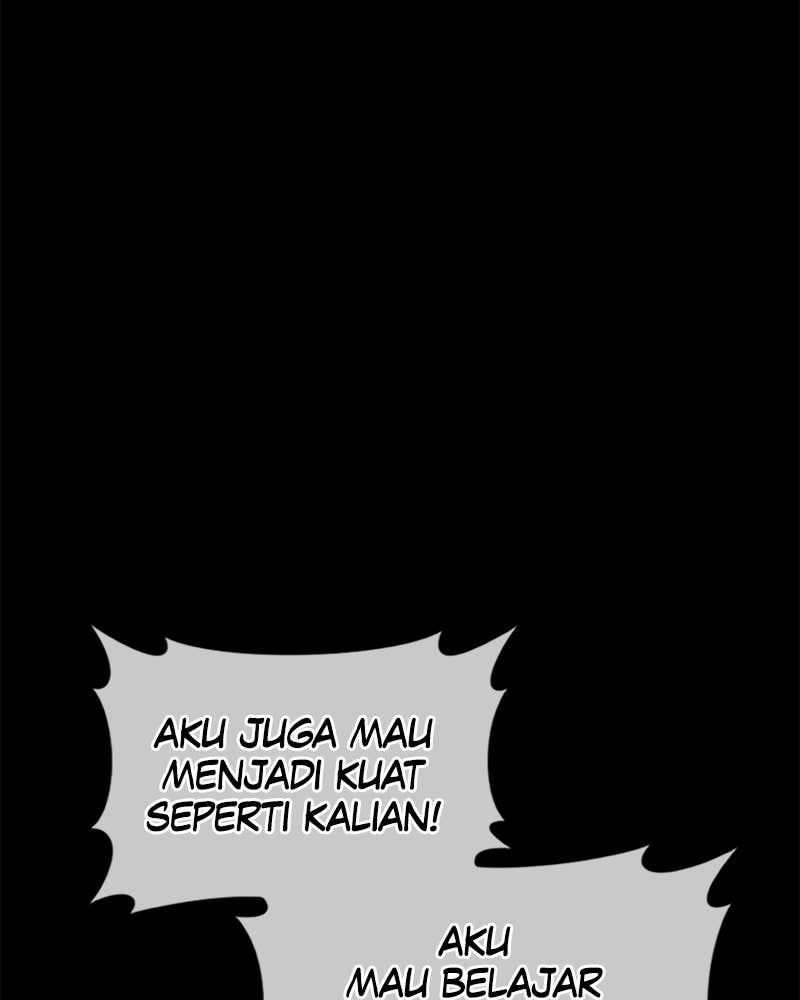 AKU JUGA MAU
MENJADI KUAT
SEPERTI KALIAN!
AKU
MAU BELAJAR